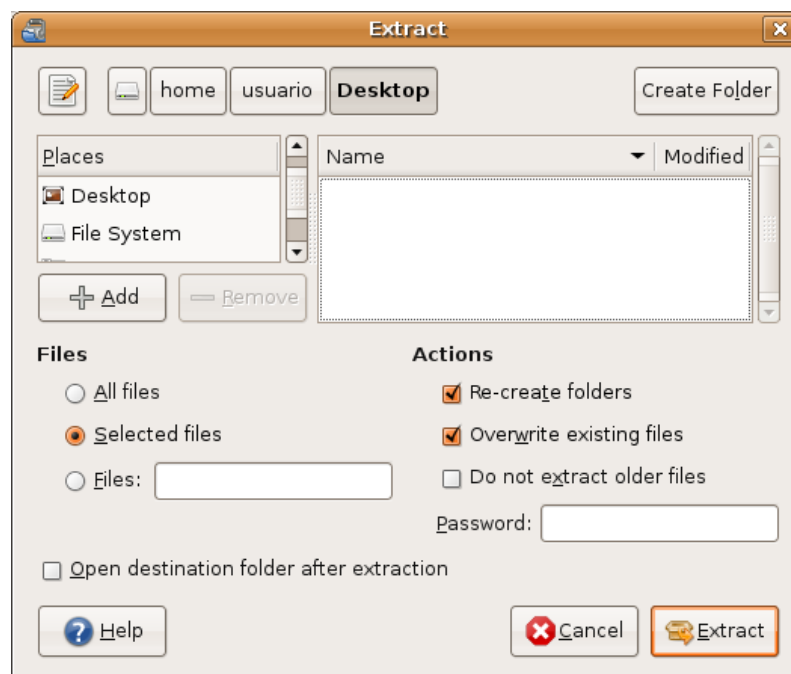 Extract
home usuario Desktop Create Folder
Places Name Modified
Desktop
File System
Add Remove
Files Actions
All files Re-create folders
Selected files Overwrite existing files
Files: Do not extract older files
Password:
Open destination folder after extraction
Help Cancel Extract